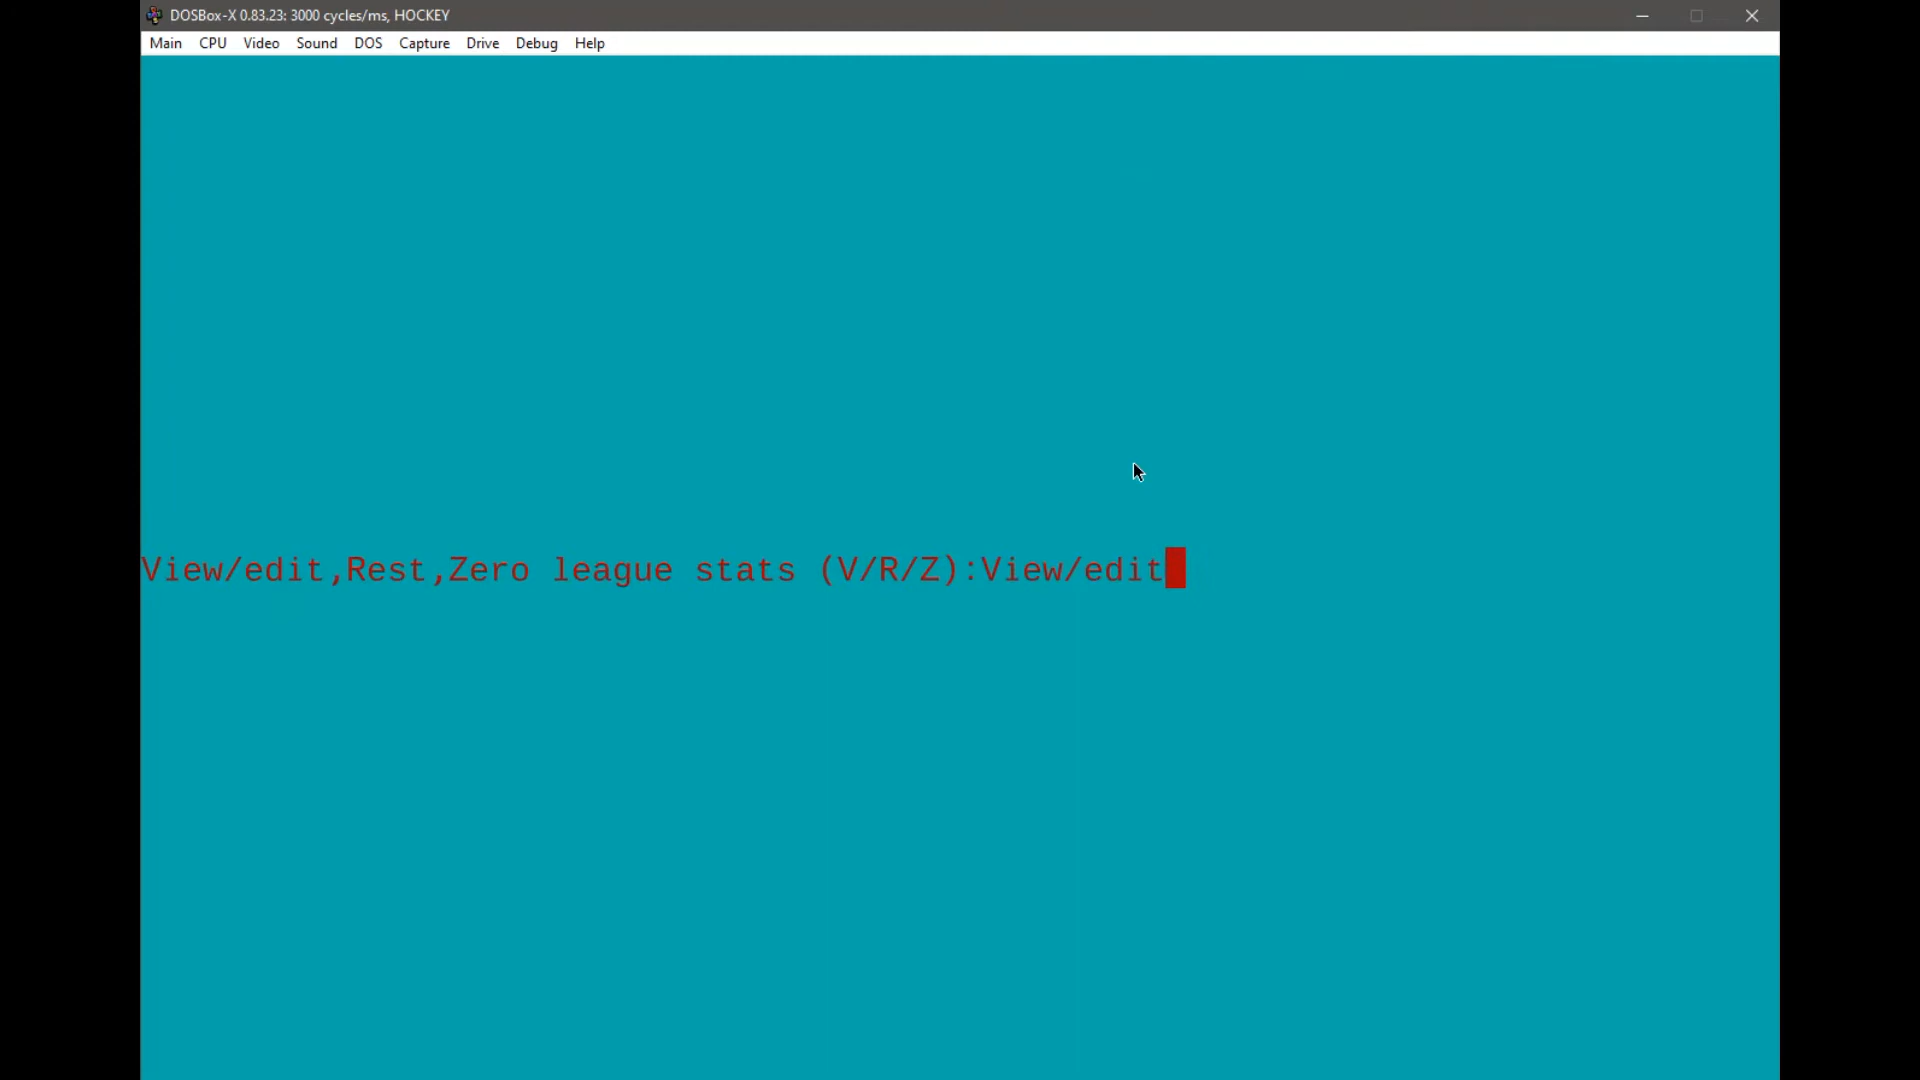 DOSBox-X 0.83.23: 3000 cycles/ms, HOCKEY
Main CPU Video Sound DOS Capture Drive Debug Help
View/edit,Rest,Zero league stats (V/R/Z):View/edit